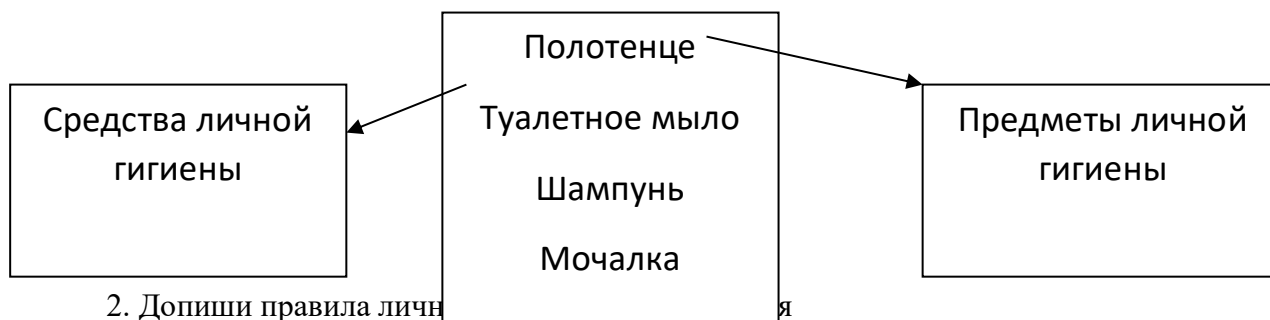 Средства личной
гигиены
Полотенце
Туалетное мыло
Шампунь
Мочалка
Предметы личной
гигиены
2. Допиши правила личн я